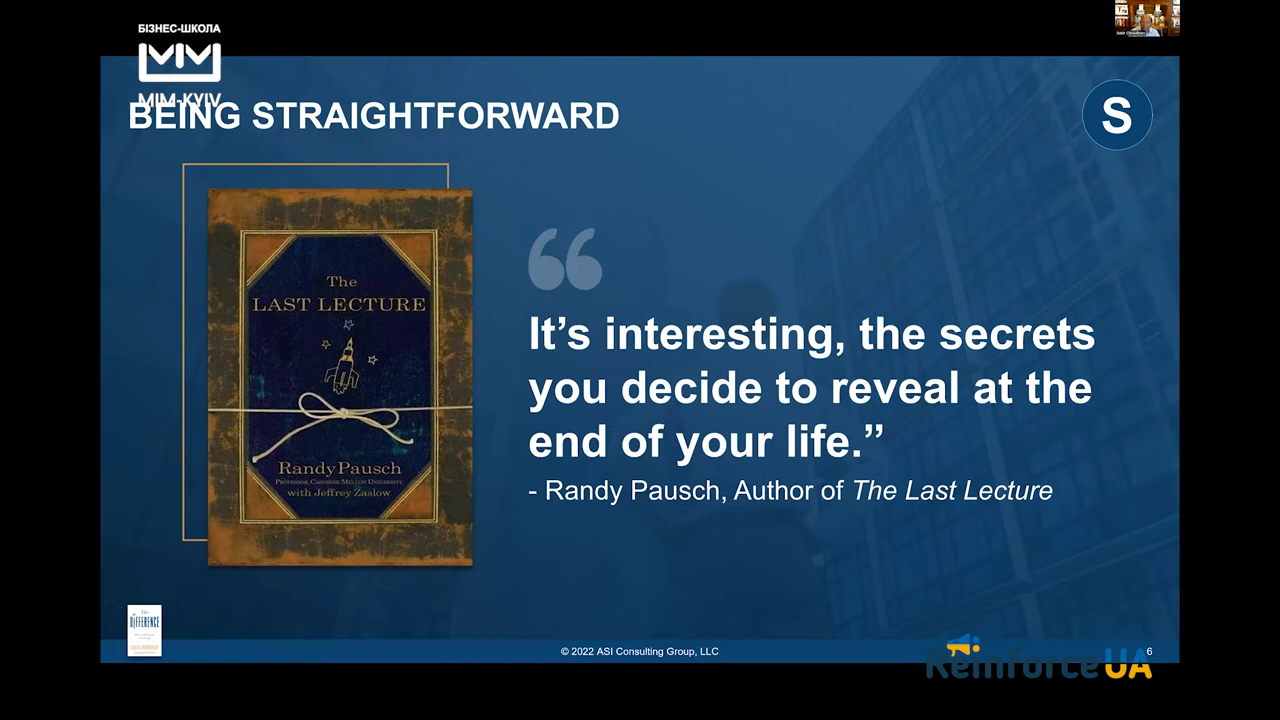 БІЗНЕС-ШКОЛА
MIM-KYIV
BEING STRAIGHTFORWARD
S
The
LAST LECTURE
Randy Pausch
Professor, Carnegie Mellon University
with Jeffrey Zaslow
“
It’s interesting, the secrets
you decide to reveal at the
end of your life.”
- Randy Pausch, Author of The Last Lecture
The
DiFFERENCE
© 2022 ASI Consulting Group, LLC
6
ReinforceUA